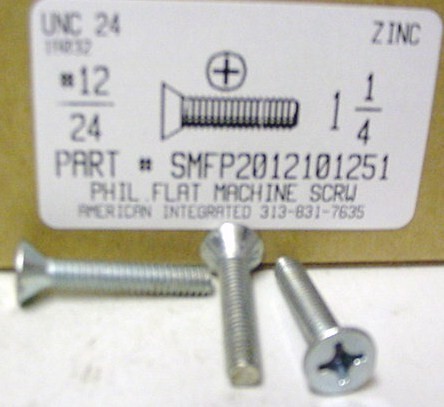 UNC 24 ZINC
#12
24
1 1/4
PART # SMFP2012101251
PHIL.FLAT MACHINE SCRW
AMERICAN INTEGRATED 313-831-7635